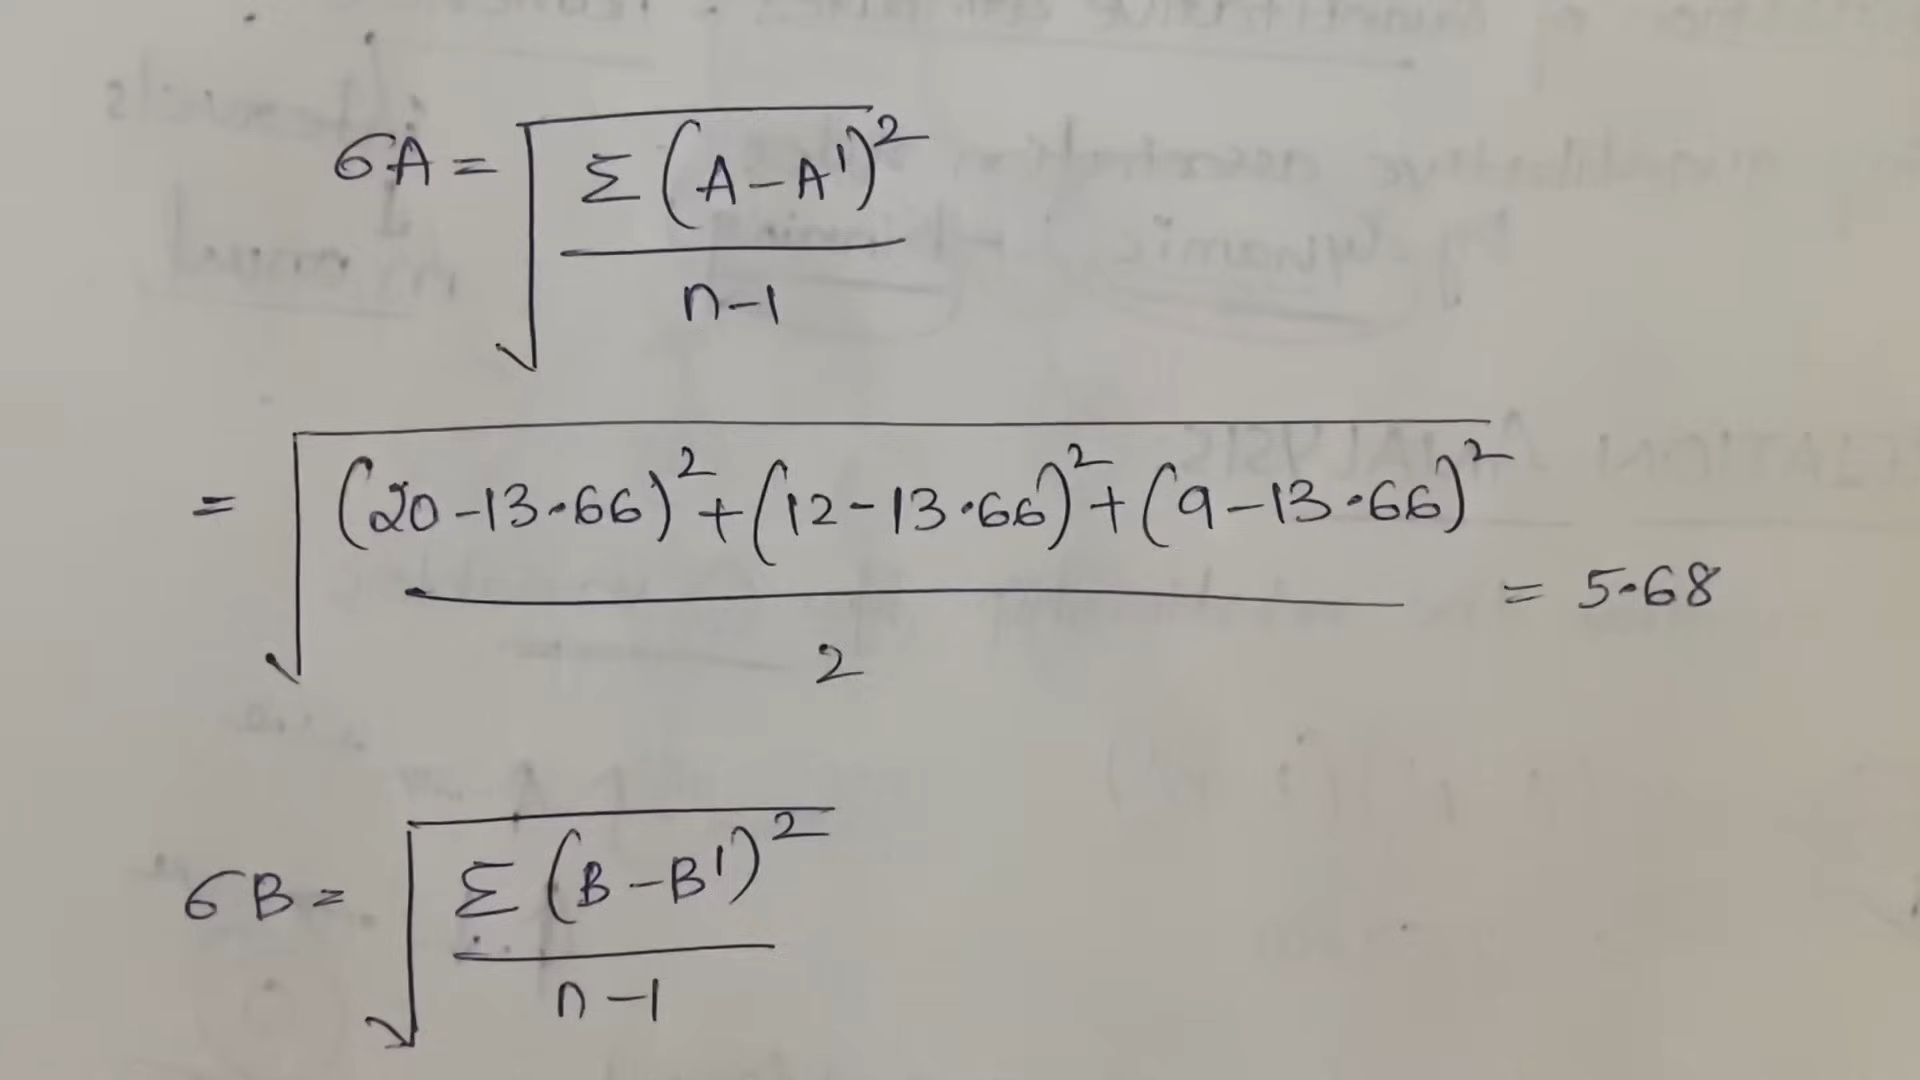 σA = √(Σ(A-A')² / n-1)
= √((20-13.66)²+(12-13.66)²+(9-13.66)² / 2) = 5.68
σB = √(Σ(B-B')² / n-1)